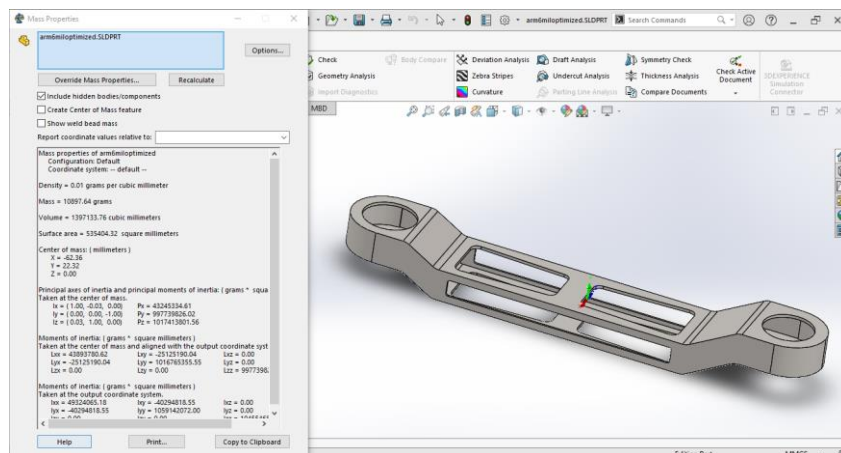 Mass Properties
arm6miloptimized.SLDPRT
Options...
Override Mass Properties...
Recalculate
Include hidden bodies/components
Create Center of Mass feature
Show weld bead mass
Report coordinate values relative to:
Mass properties of arm6miloptimized
Configuration: Default
Coordinate system: -- default --
Density = 0.01 grams per cubic millimeter
Mass = 10897.64 grams
Volume = 1397133.76 cubic millimeters
Surface area = 535404.32 square millimeters
Center of mass: ( millimeters )
X = -62.36
Y = 22.32
Z = 0.00
Principal axes of inertia and principal moments of inertia: ( grams * squa
Taken at the center of mass.
Ix = ( 1.00, -0.03, 0.00) Px = 43245334.61
Iy = ( 0.00, 0.00, -1.00) Py = 997739826.02
Iz = ( 0.03, 1.00, 0.00) Pz = 1017413801.56
Moments of inertia: ( grams * square millimeters )
Taken at the center of mass and aligned with the output coordinate syst
Lxx = 43893780.62 Lxy = -25125190.04 Lxz = 0.00
Lyx = -25125190.04 Lyy = 1016765355.55 Lyz = 0.00
Lzx = 0.00 Lzy = 0.00 Lzz = 9977398.
Moments of inertia: ( grams * square millimeters )
Taken at the output coordinate system.
Ixx = 49324065.18 Ixy = -40294818.55 Ixz = 0.00
Iyx = -40294818.55 Iyy = 1059142072.00 Iyz = 0.00
Help
Print...
Copy to Clipboard
arm6miloptimized.SLDPRT
Search Commands
Check
Body Compare
Deviation Analysis
Draft Analysis
Symmetry Check
Geometry Analysis
Zebra Stripes
Undercut Analysis
Thickness Analysis
Check Active
Document
Import Diagnostics
Curvature
Parting Line Analysis
Compare Documents
3DEXPERIENCE
Simulation
Connector
MBD